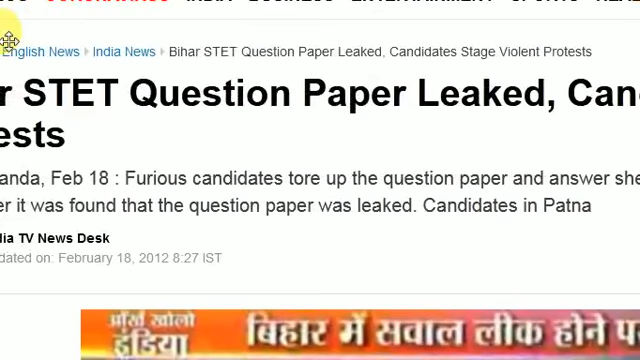 English News › India News › Bihar STET Question Paper Leaked, Candidates Stage Violent Protests
r STET Question Paper Leaked, Can
ests
anda, Feb 18 : Furious candidates tore up the question paper and answer she
er it was found that the question paper was leaked. Candidates in Patna
dia TV News Desk
dated on: February 18, 2012 8:27 IST
आँखें खोलो
इंडिया
बिहार में सवाल लीक होने प